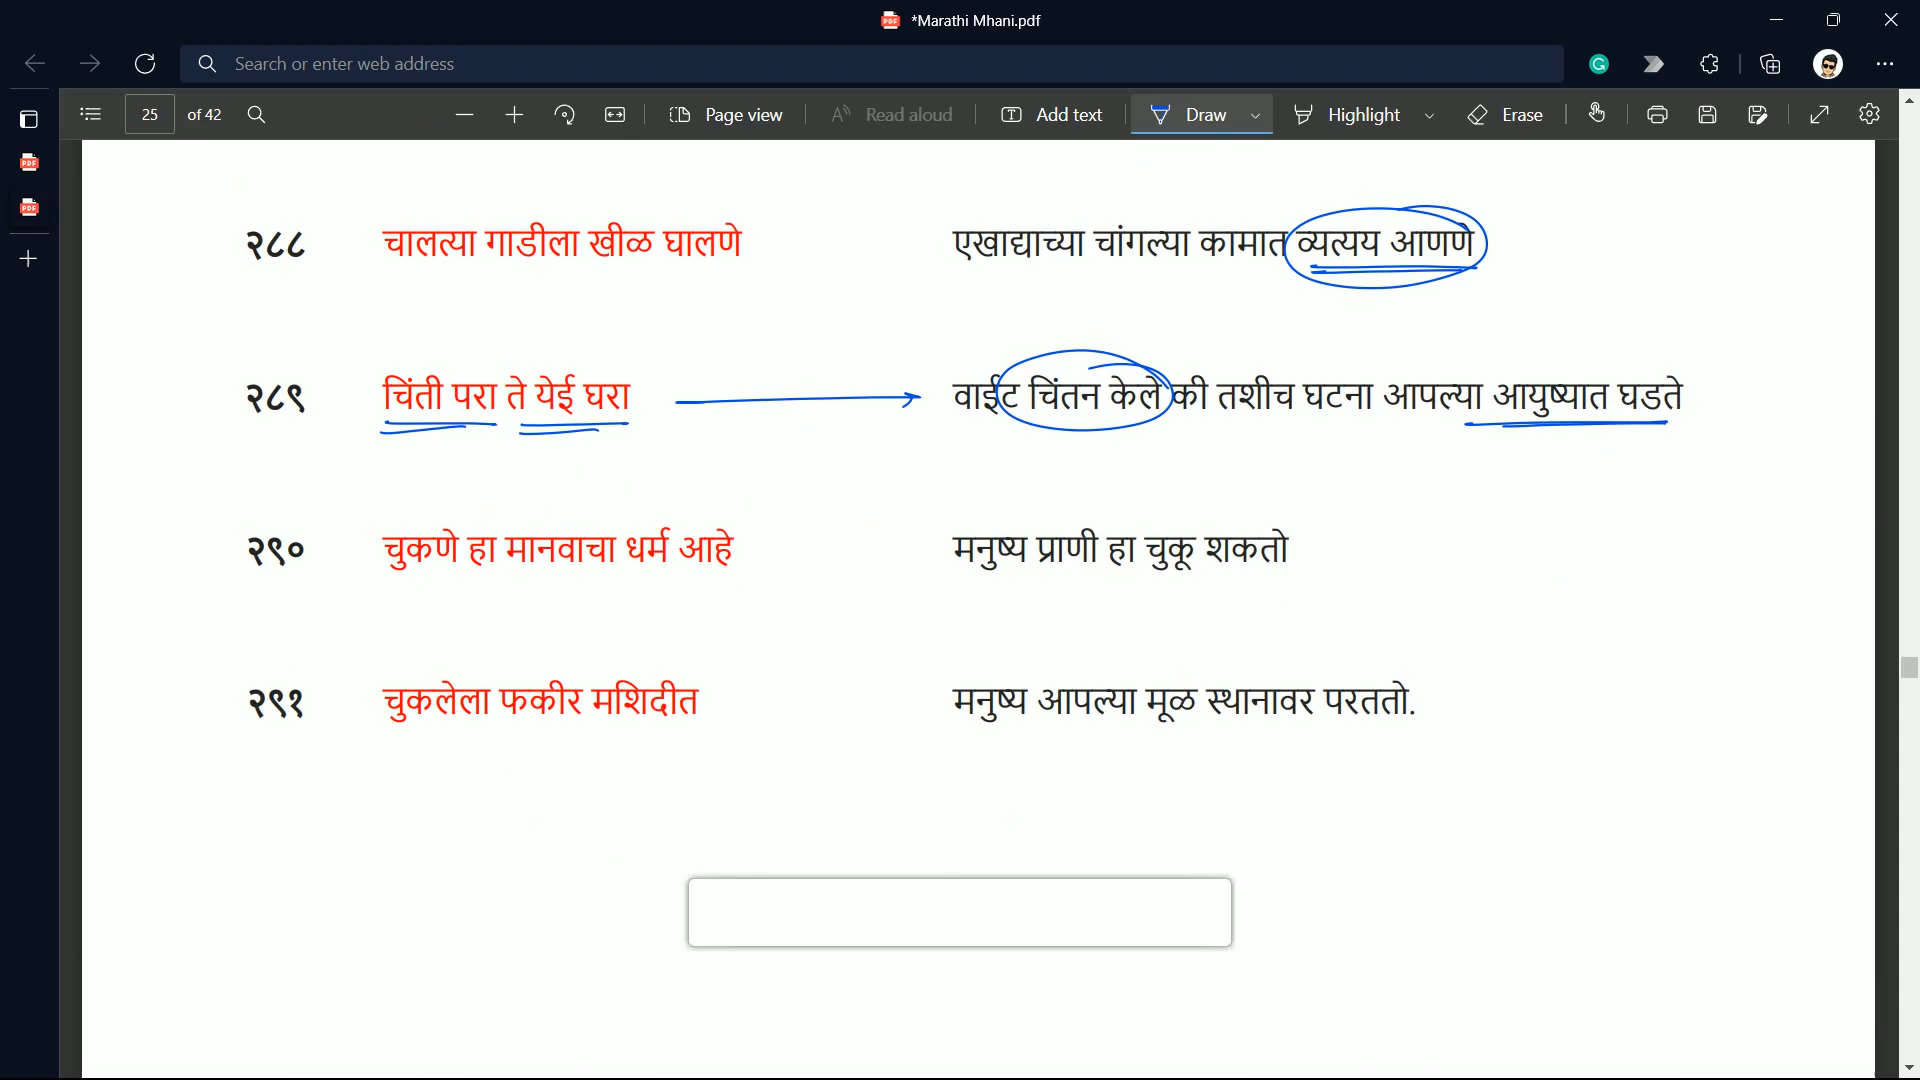 *Marathi Mhani.pdf
Search or enter web address
25 of 42 Page view Read aloud Add text Draw Highlight Erase
२८८ चालत्या गाडीला खीळ घालणे एखाद्याच्या चांगल्या कामात व्यत्यय आणणे
२८९ चिंती परा ते येई घरा वाईट चिंतन केले की तशीच घटना आपल्या आयुष्यात घडते
२९० चुकणे हा मानवाचा धर्म आहे मनुष्य प्राणी हा चुकू शकतो
२९१ चुकलेला फकीर मशिदीत मनुष्य आपल्या मूळ स्थानावर परततो.